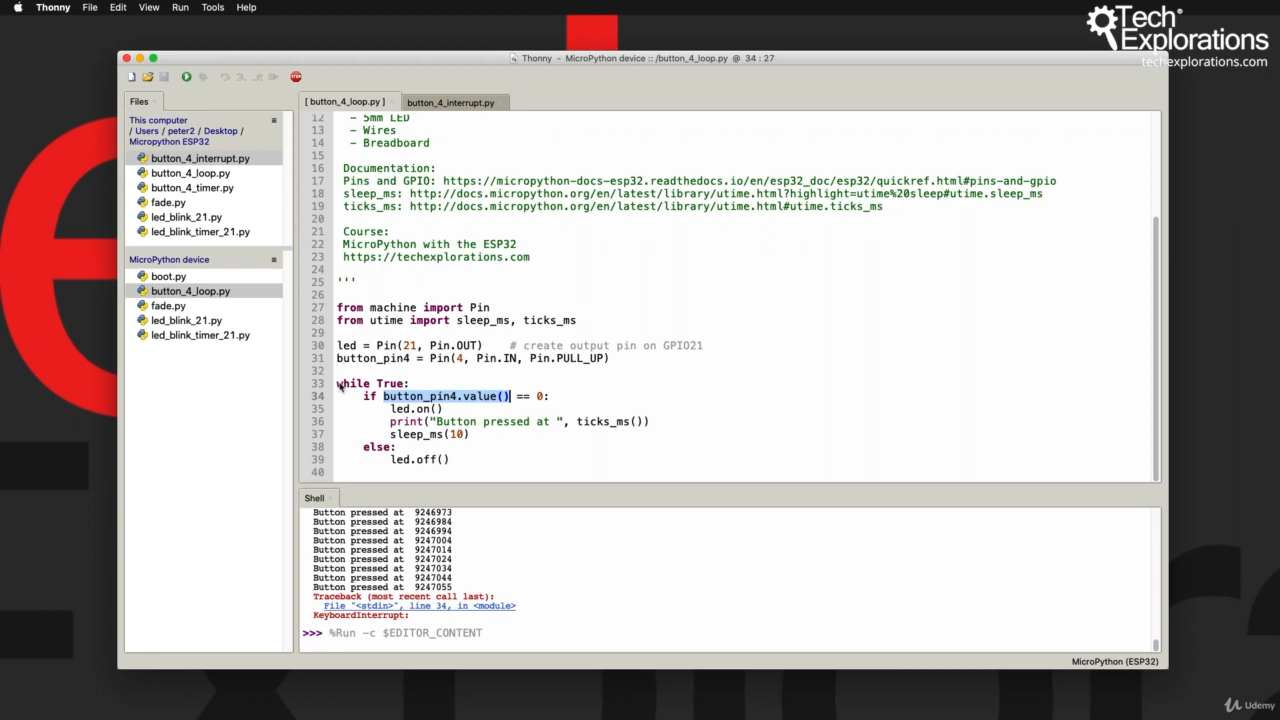 Thonny File Edit View Run Tools Help
Tech
Explorations
techexplorations.com
Thonny - MicroPython device :: /button_4_loop.py @ 34 : 27
Files
This computer
/ Users / peter2 / Desktop /
Micropython ESP32
button_4_interrupt.py
button_4_loop.py
button_4_timer.py
fade.py
led_blink_21.py
led_blink_timer_21.py
MicroPython device
boot.py
button_4_loop.py
fade.py
led_blink_21.py
led_blink_timer_21.py
[ button_4_loop.py ] button_4_interrupt.py
12 - 5mm LED
13 - Wires
14 - Breadboard
15
16 Documentation:
17 Pins and GPIO: https://micropython-docs-esp32.readthedocs.io/en/esp32_doc/esp32/quickref.html#pins-and-gpio
18 sleep_ms: http://docs.micropython.org/en/latest/library/utime.html?highlight=utime%20sleep#utime.sleep_ms
19 ticks_ms: http://docs.micropython.org/en/latest/library/utime.html#utime.ticks_ms
20
21 Course:
22 MicroPython with the ESP32
23 https://techexplorations.com
24
25 '''
26
27 from machine import Pin
28 from utime import sleep_ms, ticks_ms
29
30 led = Pin(21, Pin.OUT) # create output pin on GPIO21
31 button_pin4 = Pin(4, Pin.IN, Pin.PULL_UP)
32
33 while True:
34 if button_pin4.value() == 0:
35 led.on()
36 print("Button pressed at ", ticks_ms())
37 sleep_ms(10)
38 else:
39 led.off()
40
Shell
Button pressed at 9246973
Button pressed at 9246984
Button pressed at 9246994
Button pressed at 9247004
Button pressed at 9247014
Button pressed at 9247024
Button pressed at 9247034
Button pressed at 9247044
Button pressed at 9247055
Traceback (most recent call last):
File "<stdin>", line 34, in <module>
KeyboardInterrupt:
>>> %Run -c $EDITOR_CONTENT
MicroPython (ESP32)
Udemy